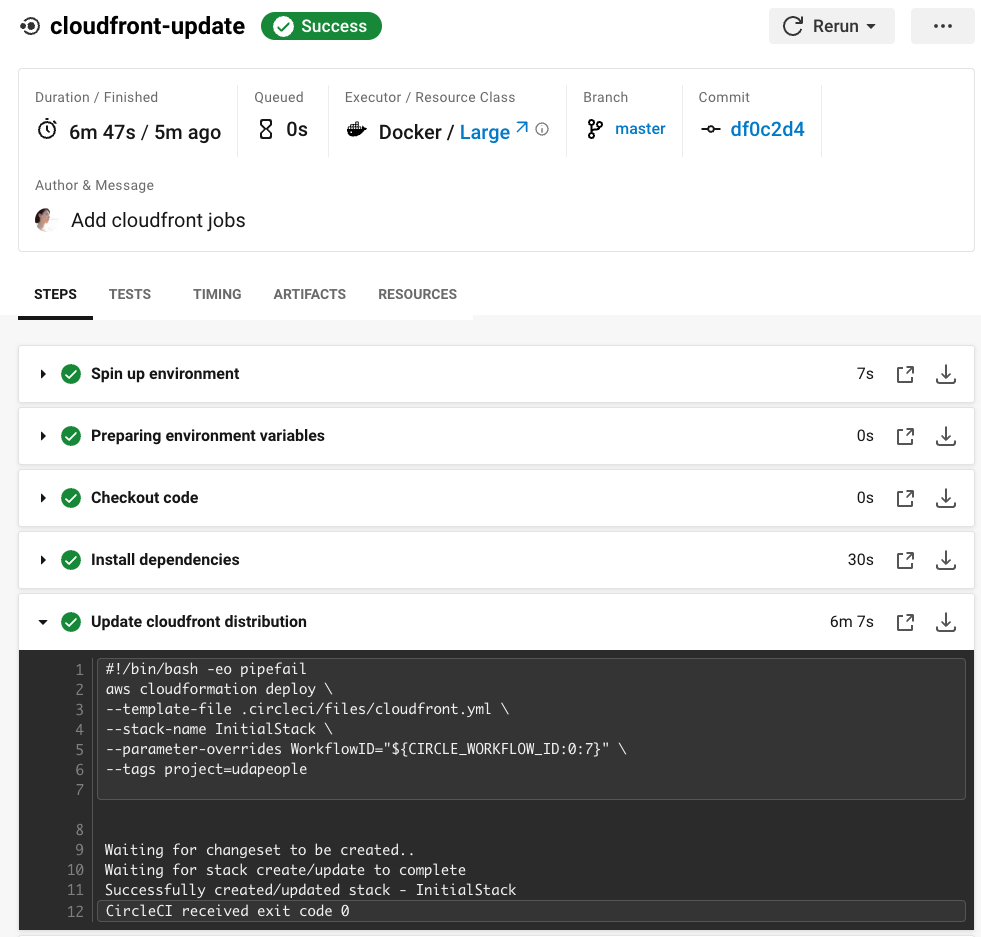 cloudfront-update Success Rerun
Duration / Finished Queued Executor / Resource Class Branch Commit
6m 47s / 5m ago 0s Docker / Large master df0c2d4
Author & Message
Add cloudfront jobs
STEPS TESTS TIMING ARTIFACTS RESOURCES
Spin up environment 7s
Preparing environment variables 0s
Checkout code 0s
Install dependencies 30s
Update cloudfront distribution 6m 7s
1 #!/bin/bash -eo pipefail
2 aws cloudformation deploy \
3 --template-file .circleci/files/cloudfront.yml \
4 --stack-name InitialStack \
5 --parameter-overrides WorkflowID="${CIRCLE_WORKFLOW_ID:0:7}" \
6 --tags project=udapeople
7
8
9 Waiting for changeset to be created..
10 Waiting for stack create/update to complete
11 Successfully created/updated stack - InitialStack
12 CircleCI received exit code 0